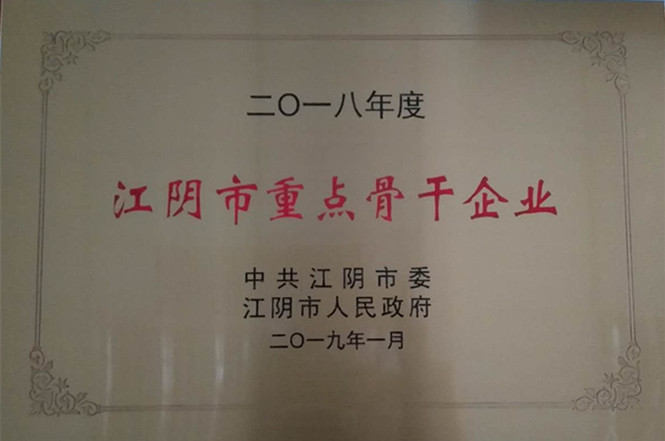 二〇一八年度
江阴市重点骨干企业
中共江阴市委
江阴市人民政府
二〇一九年一月